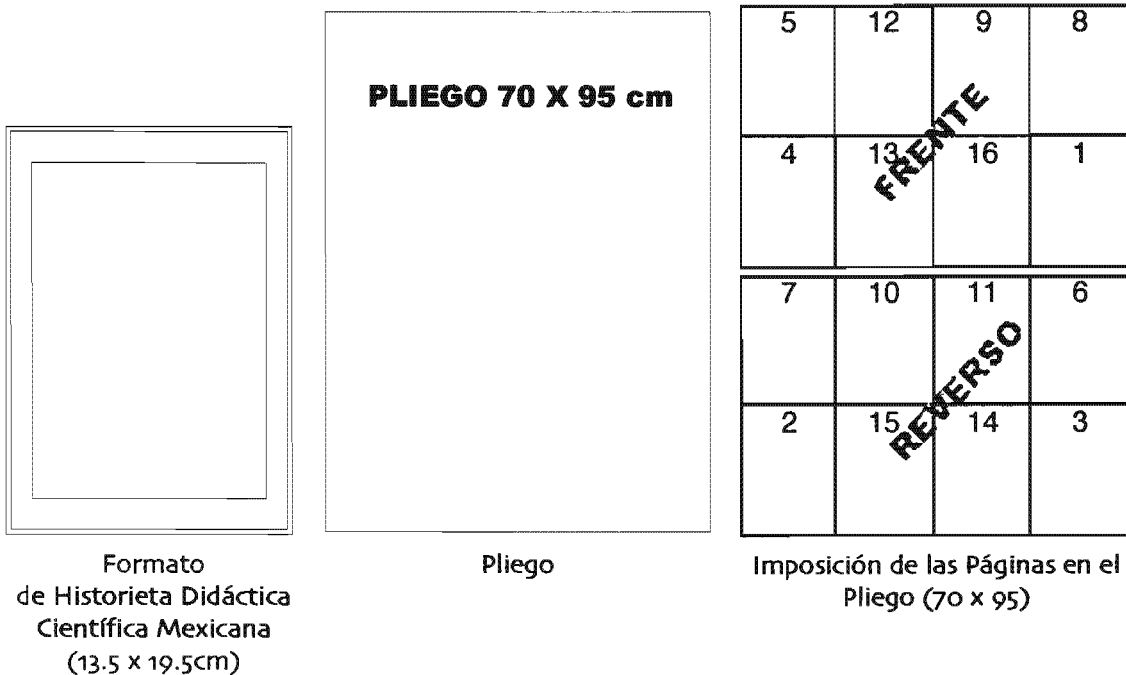 Formato
de Historieta Didáctica
Científica Mexicana
(13.5 x 19.5cm)
PLIEGO 70 X 95 cm
Pliego
5 12 9 8
FRENTE
4 13 16 1
7 10 11 6
REVERSO
2 15 14 3
Imposición de las Páginas en el
Pliego (70 x 95)